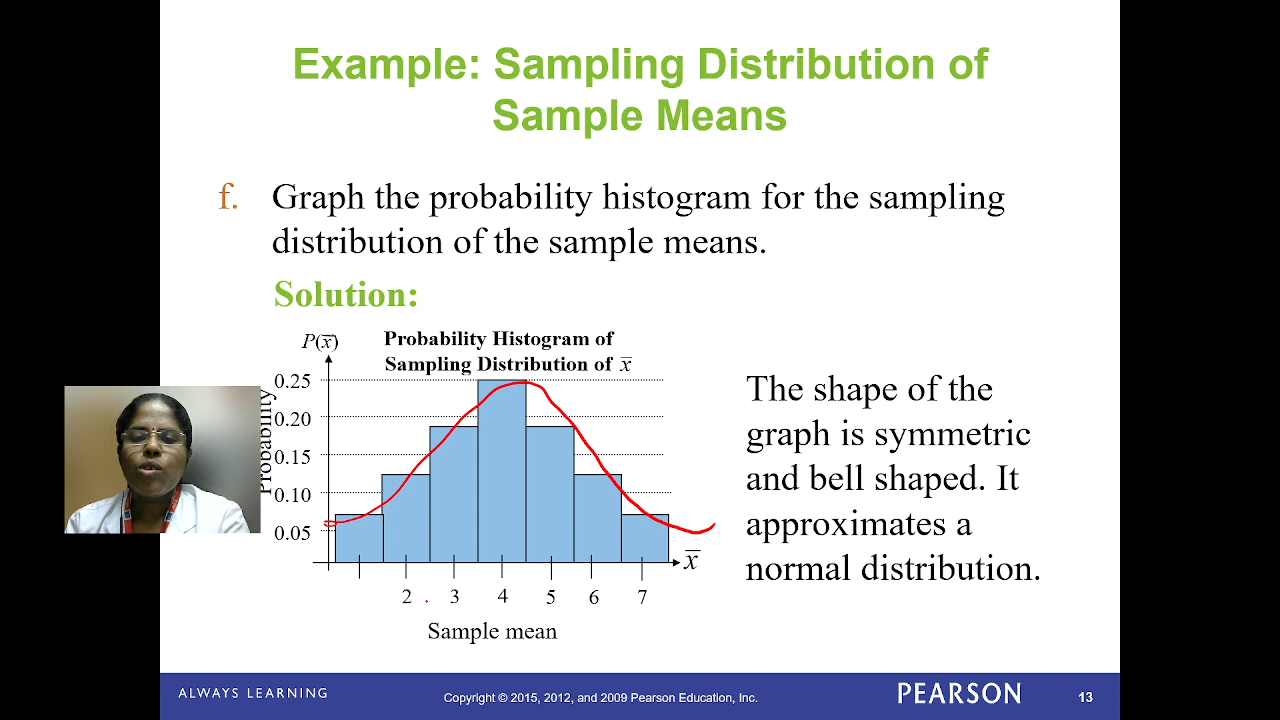 Example: Sampling Distribution of
Sample Means
f. Graph the probability histogram for the sampling
distribution of the sample means.
Solution:
P(x̅)
Probability Histogram of
Sampling Distribution of x̅
Probability
0.25
0.20
0.15
0.10
0.05
x̅
2 3 4 5 6 7
Sample mean
The shape of the
graph is symmetric
and bell shaped. It
approximates a
normal distribution.
ALWAYS LEARNING
Copyright © 2015, 2012, and 2009 Pearson Education, Inc.
PEARSON
13